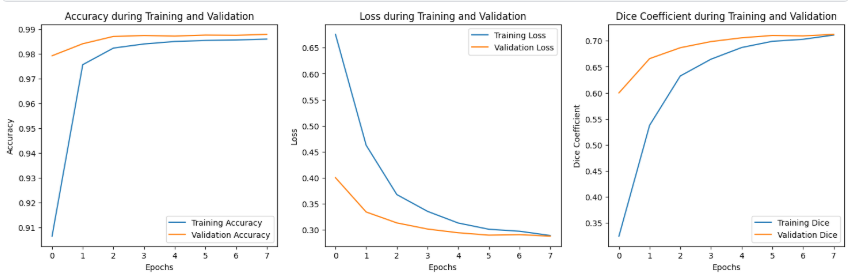 Accuracy during Training and Validation
0.99
0.98
0.97
0.96
0.95
0.94
0.93
0.92
0.91
Accuracy
Training Accuracy
Validation Accuracy
0 1 2 3 4 5 6 7
Epochs
Loss during Training and Validation
Training Loss
Validation Loss
0.65
0.60
0.55
0.50
0.45
0.40
0.35
0.30
Loss
0 1 2 3 4 5 6 7
Epochs
Dice Coefficient during Training and Validation
0.70
0.65
0.60
0.55
0.50
0.45
0.40
0.35
Dice Coefficient
Training Dice
Validation Dice
0 1 2 3 4 5 6 7
Epochs